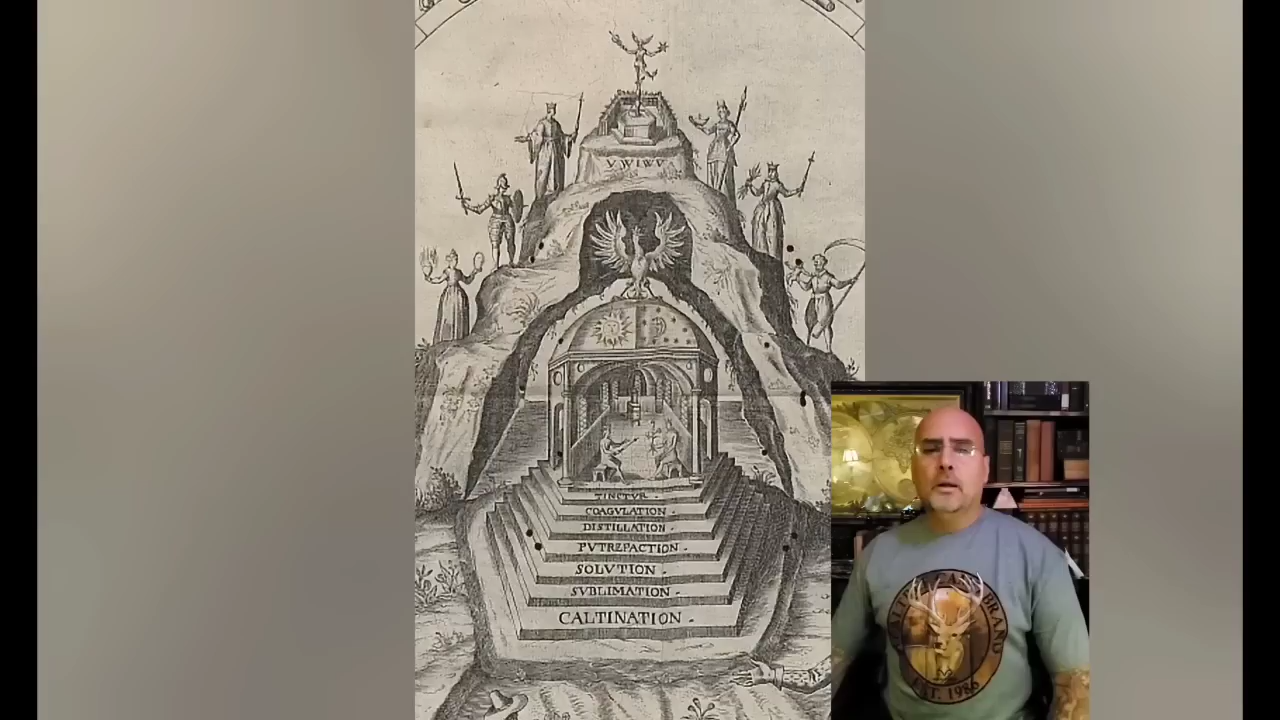 VWIWV
TINCTVR.
COAGVLATION.
DISTILLATION.
PVTREFACTION.
SOLVTION.
SVBLIMATION.
CALTINATION.
BRAND
EST. 1986